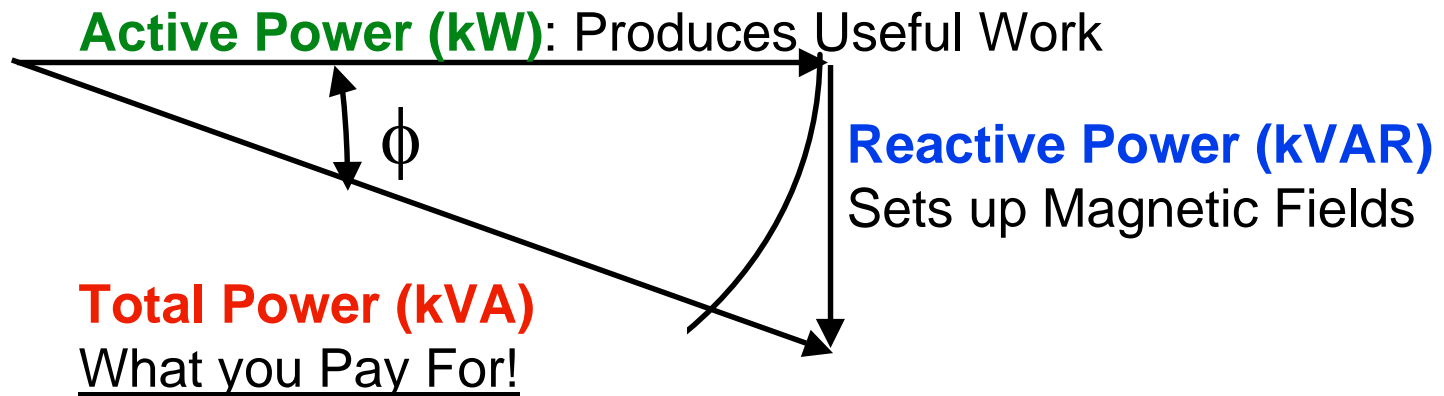 Active Power (kW): Produces Useful Work
ϕ
Reactive Power (kVAR)
Sets up Magnetic Fields
Total Power (kVA)
What you Pay For!